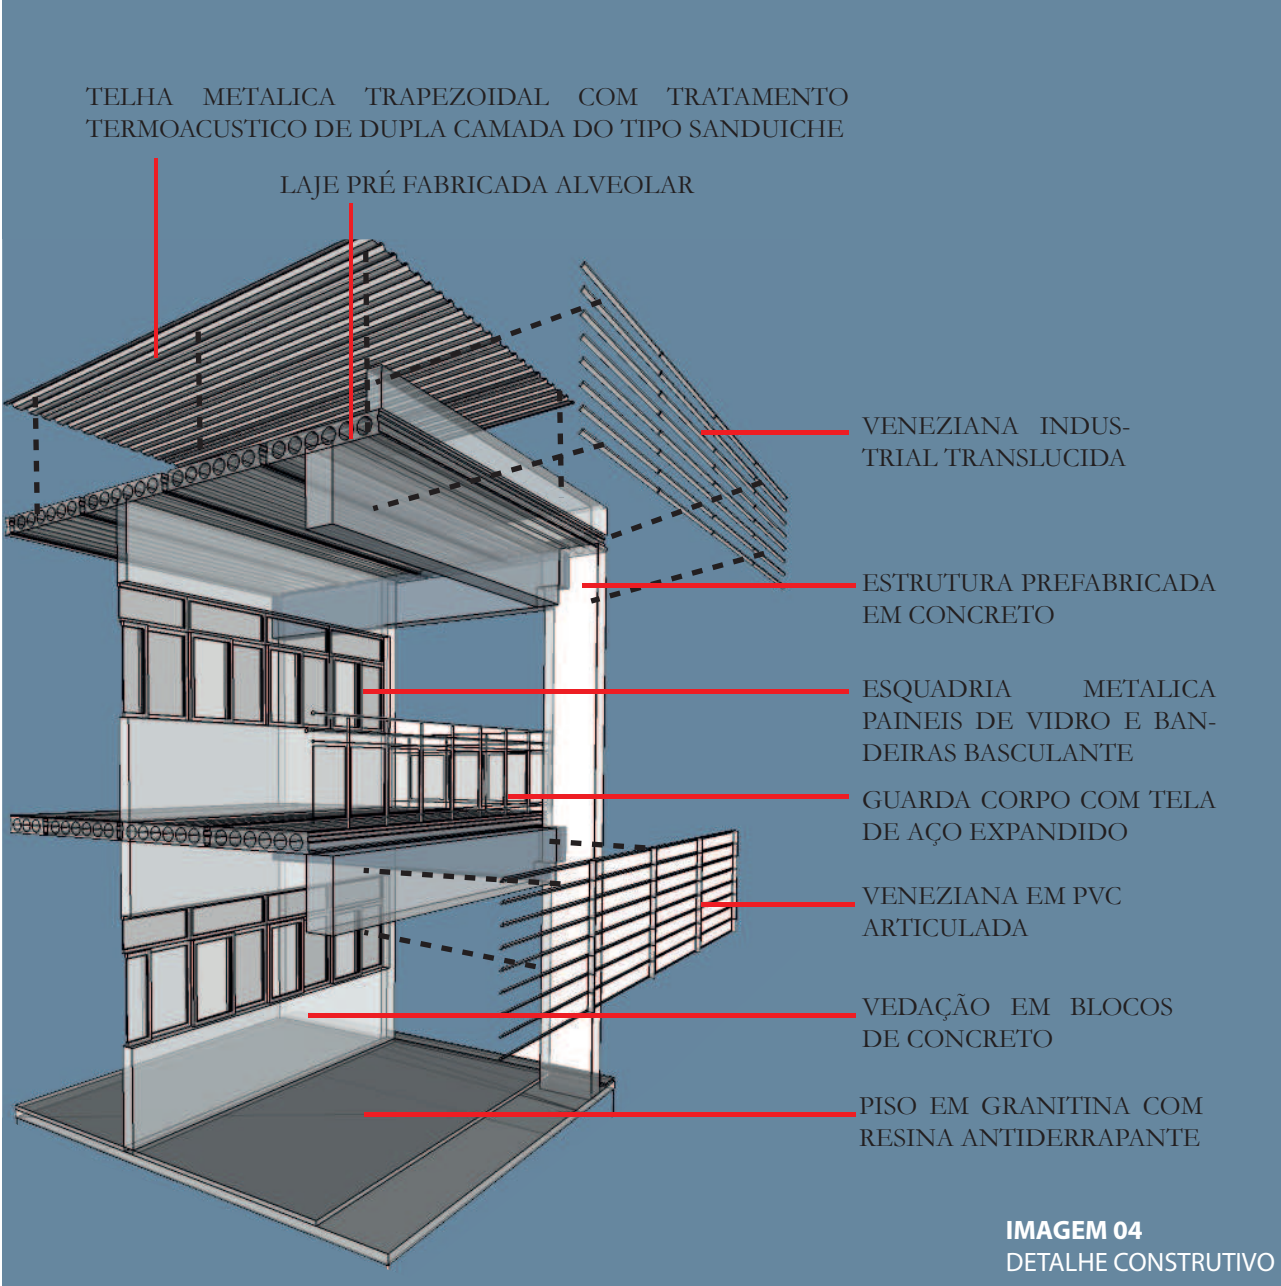 TELHA METALICA TRAPEZOIDAL COM TRATAMENTO
TERMOACUSTICO DE DUPLA CAMADA DO TIPO SANDUICHE
LAJE PRÉ FABRICADA ALVEOLAR
VENEZIANA INDUS-
TRIAL TRANSLUCIDA
ESTRUTURA PREFABRICADA
EM CONCRETO
ESQUADRIA METALICA
PAINEIS DE VIDRO E BAN-
DEIRAS BASCULANTE
GUARDA CORPO COM TELA
DE AÇO EXPANDIDO
VENEZIANA EM PVC
ARTICULADA
VEDAÇÃO EM BLOCOS
DE CONCRETO
PISO EM GRANITINA COM
RESINA ANTIDERRAPANTE
IMAGEM 04
DETALHE CONSTRUTIVO